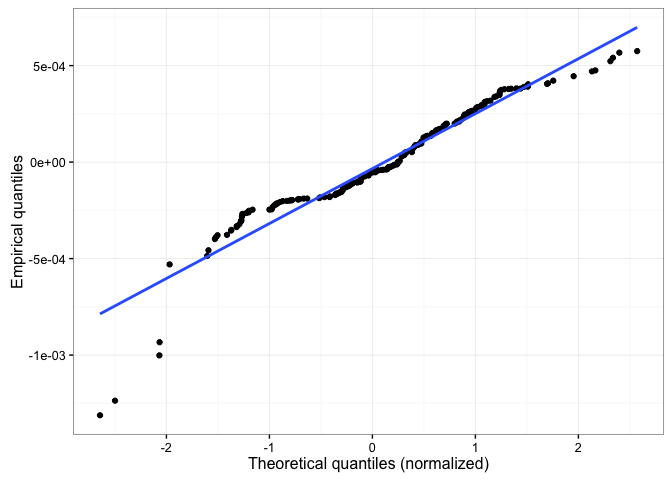 5e-04
0e+00
-5e-04
-1e-03
Empirical quantiles
-2 -1 0 1 2
Theoretical quantiles (normalized)